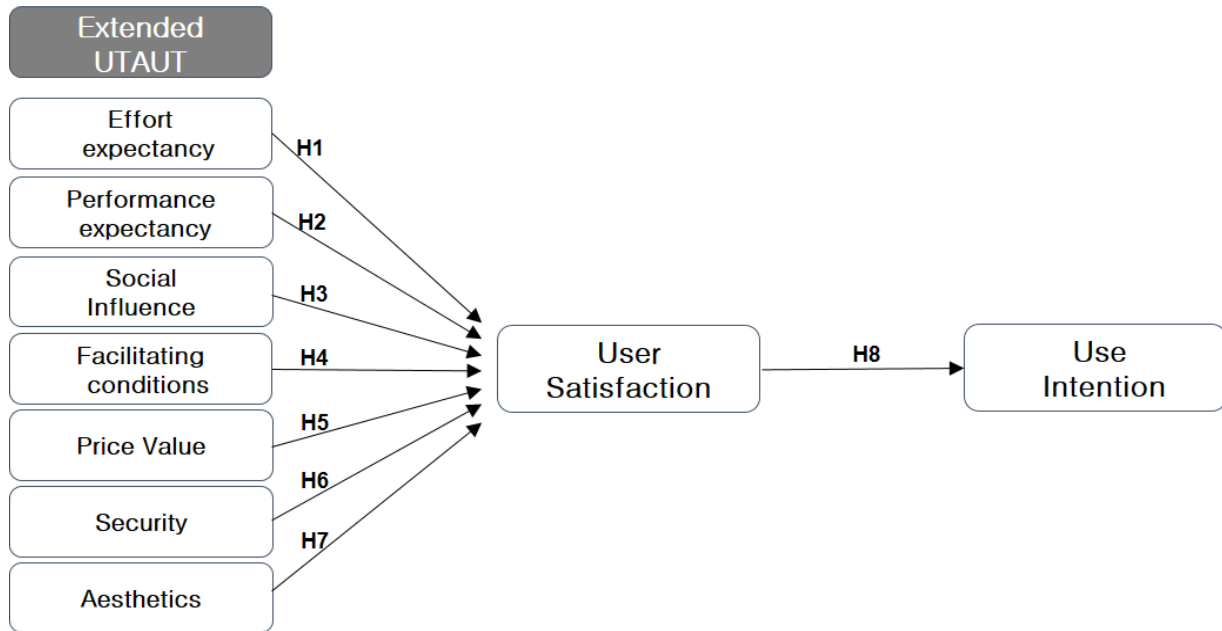 Extended
UTAUT
Effort
expectancy
H1
Performance
expectancy
H2
Social
Influence
H3
Facilitating
conditions
H4
Price Value
H5
Security
H6
Aesthetics
H7
User
Satisfaction
H8
Use
Intention